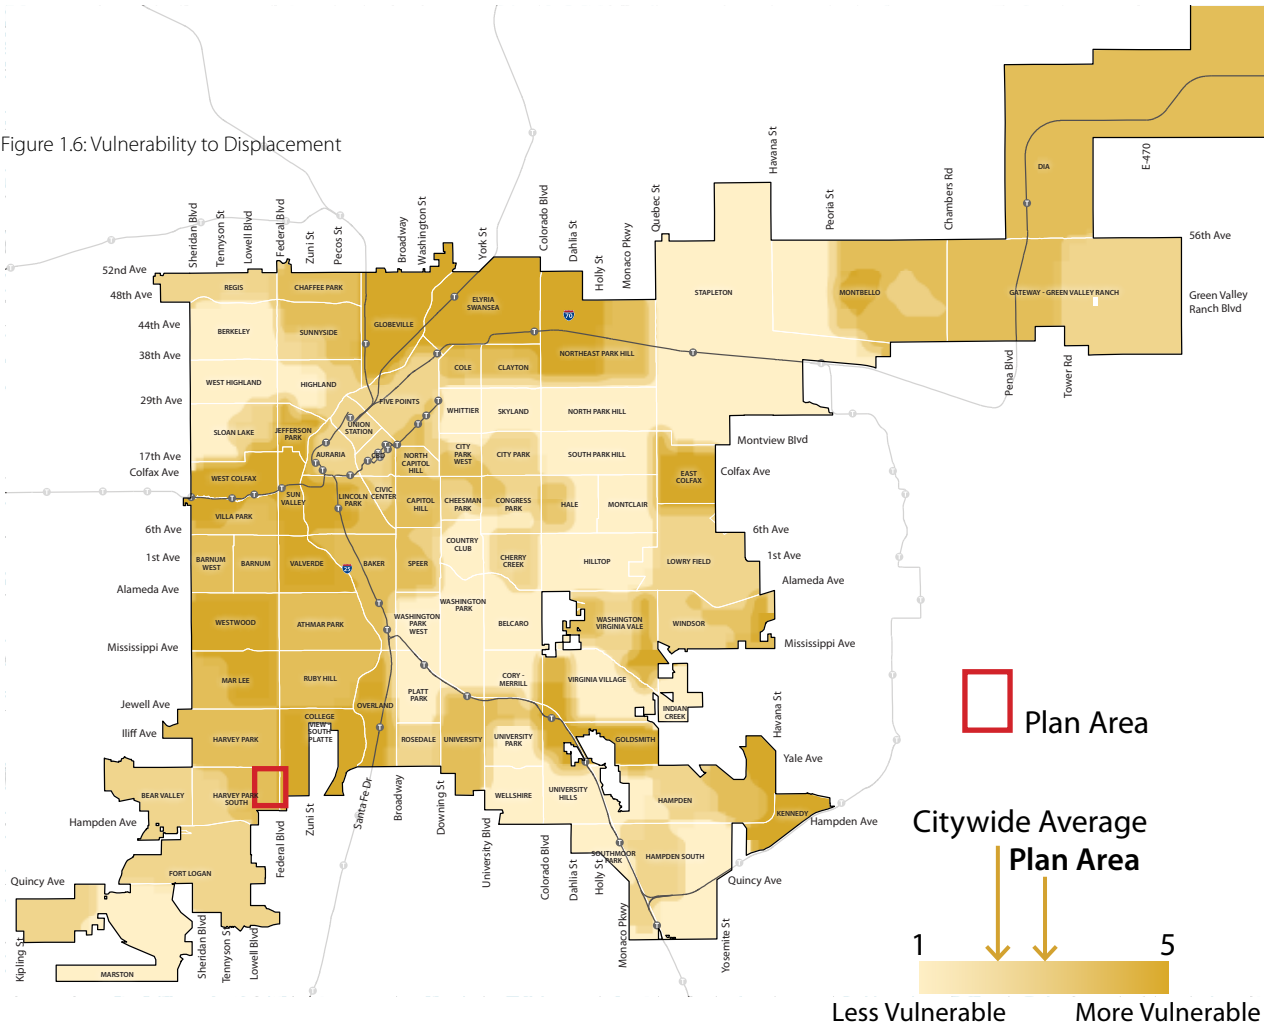 Figure 1.6: Vulnerability to Displacement
Sheridan Blvd
Tennyson St
Lowell Blvd
Federal Blvd
Zuni St
Pecos St
Broadway
Washington St
York St
Colorado Blvd
Dahlia St
Holly St
Monaco Pkwy
Quebec St
Havana St
Peoria St
Chambers Rd
E-470
52nd Ave
48th Ave
44th Ave
38th Ave
29th Ave
17th Ave
Colfax Ave
6th Ave
1st Ave
Alameda Ave
Mississippi Ave
Jewell Ave
Iliff Ave
Hampden Ave
Quincy Ave
56th Ave
Green Valley
Ranch Blvd
Pena Blvd
Tower Rd
Montview Blvd
Colfax Ave
6th Ave
1st Ave
Alameda Ave
Mississippi Ave
Havana St
Yale Ave
Hampden Ave
Quincy Ave
DIA
REGIS
CHAFFEE PARK
GLOBEVILLE
ELYRIA
SWANSEA
70
STAPLETON
MONTBELLO
GATEWAY - GREEN VALLEY RANCH
BERKELEY
SUNNYSIDE
NORTHEAST PARK HILL
WEST HIGHLAND
HIGHLAND
COLE
CLAYTON
FIVE POINTS
WHITTIER
SKYLAND
NORTH PARK HILL
SLOAN LAKE
JEFFERSON
PARK
UNION
STATION
AURARIA
CBD
NORTH
CAPITOL
HILL
CITY
PARK
WEST
CITY PARK
SOUTH PARK HILL
EAST
COLFAX
WEST COLFAX
SUN
VALLEY
LINCOLN
PARK
CIVIC
CENTER
CAPITOL
HILL
CHEESMAN
PARK
CONGRESS
PARK
HALE
MONTCLAIR
VILLA PARK
BARNUM
WEST
BARNUM
VALVERDE
25
BAKER
SPEER
COUNTRY
CLUB
CHERRY
CREEK
HILLTOP
LOWRY FIELD
WESTWOOD
ATHMAR PARK
WASHINGTON
PARK
WEST
WASHINGTON
PARK
BELCARO
WASHINGTON
VIRGINIA VALE
WINDSOR
MAR LEE
RUBY HILL
OVERLAND
PLATT
PARK
CORY -
MERRILL
VIRGINIA VILLAGE
INDIAN
CREEK
HARVEY PARK
COLLEGE
VIEW
SOUTH
PLATTE
ROSEDALE
UNIVERSITY
UNIVERSITY
PARK
GOLDSMITH
BEAR VALLEY
HARVEY PARK
SOUTH
WELLSHIRE
UNIVERSITY
HILLS
HAMPDEN
KENNEDY
FORT LOGAN
SOUTHMOOR
PARK
HAMPDEN SOUTH
MARSTON
Kipling St
Sheridan Blvd
Tennyson St
Lowell Blvd
Federal Blvd
Zuni St
Santa Fe Dr
Broadway
Downing St
University Blvd
Colorado Blvd
Dahlia St
Holly St
Monaco Pkwy
Yosemite St
Plan Area
Citywide Average
Plan Area
1 5
Less Vulnerable More Vulnerable